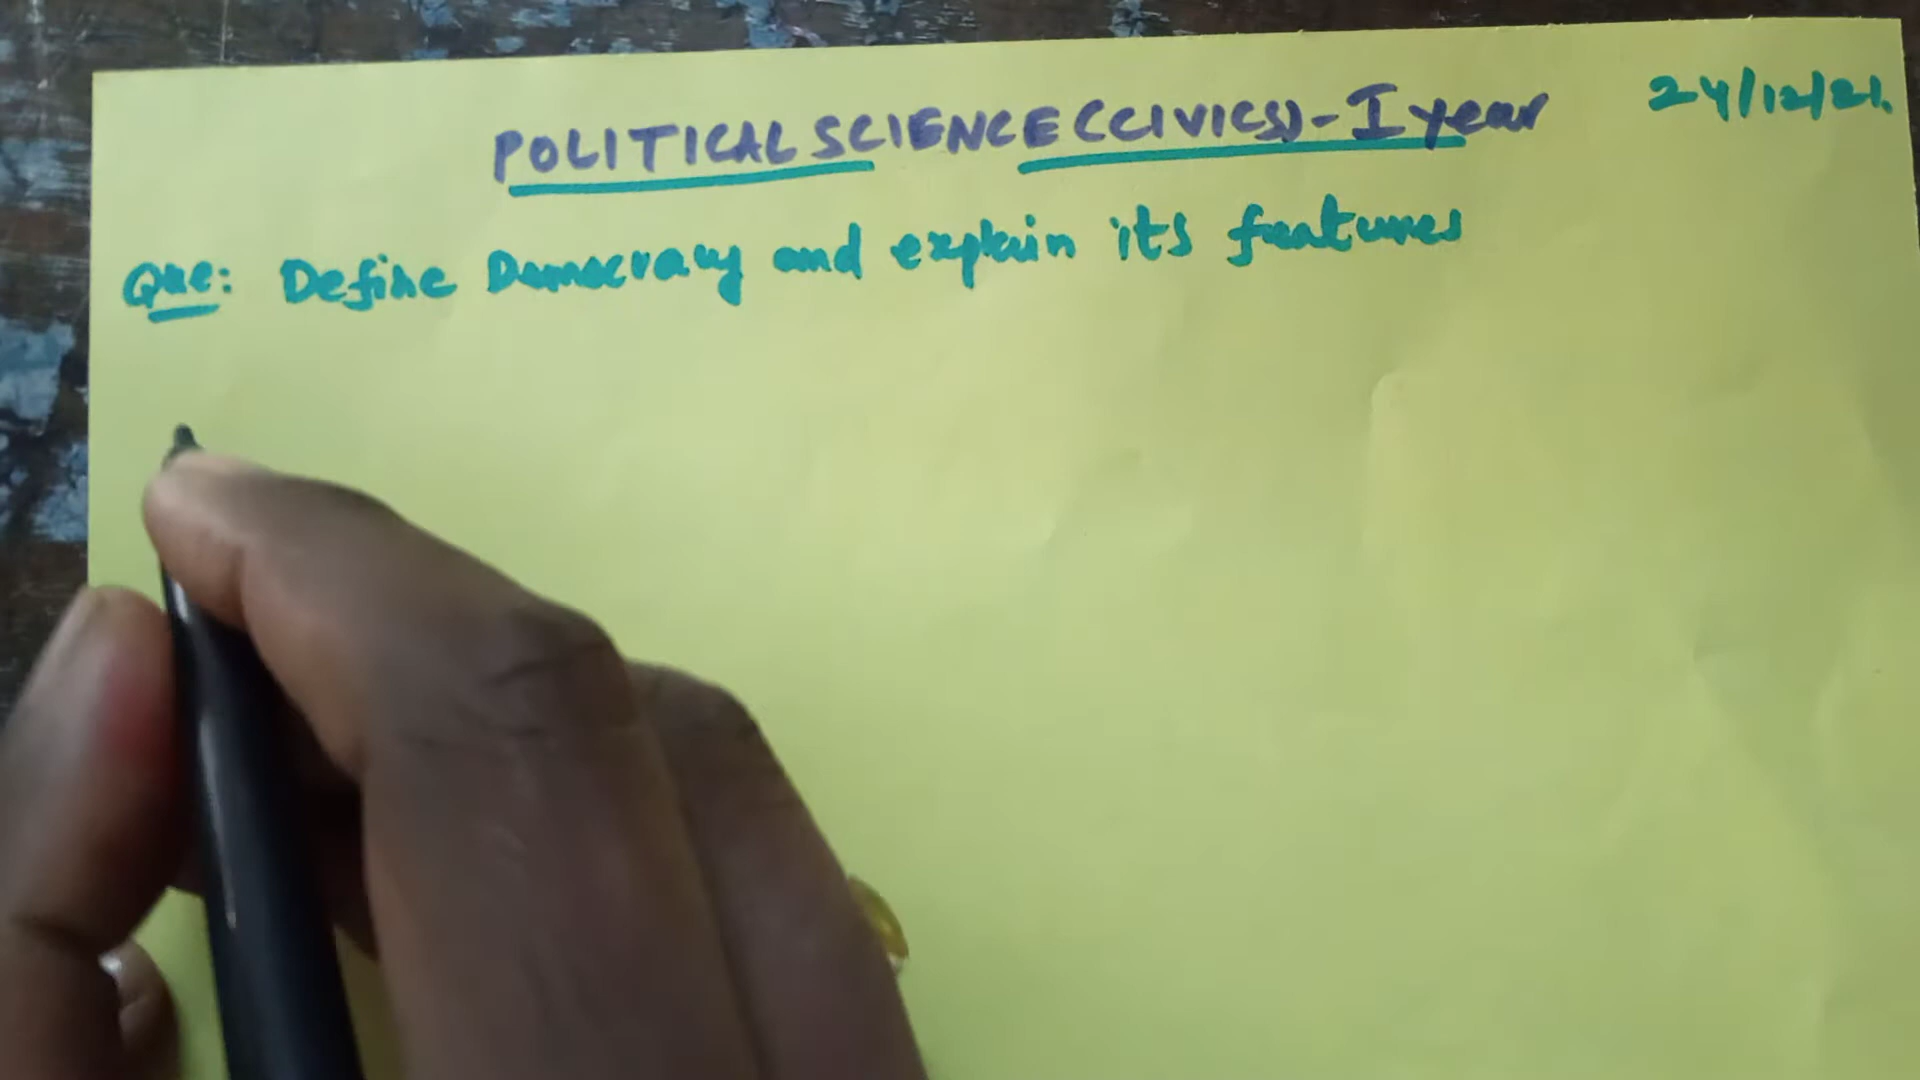 POLITICAL SCIENCE (CIVICS) - I year
24/12/21.
Que: Define Democracy and explain its features